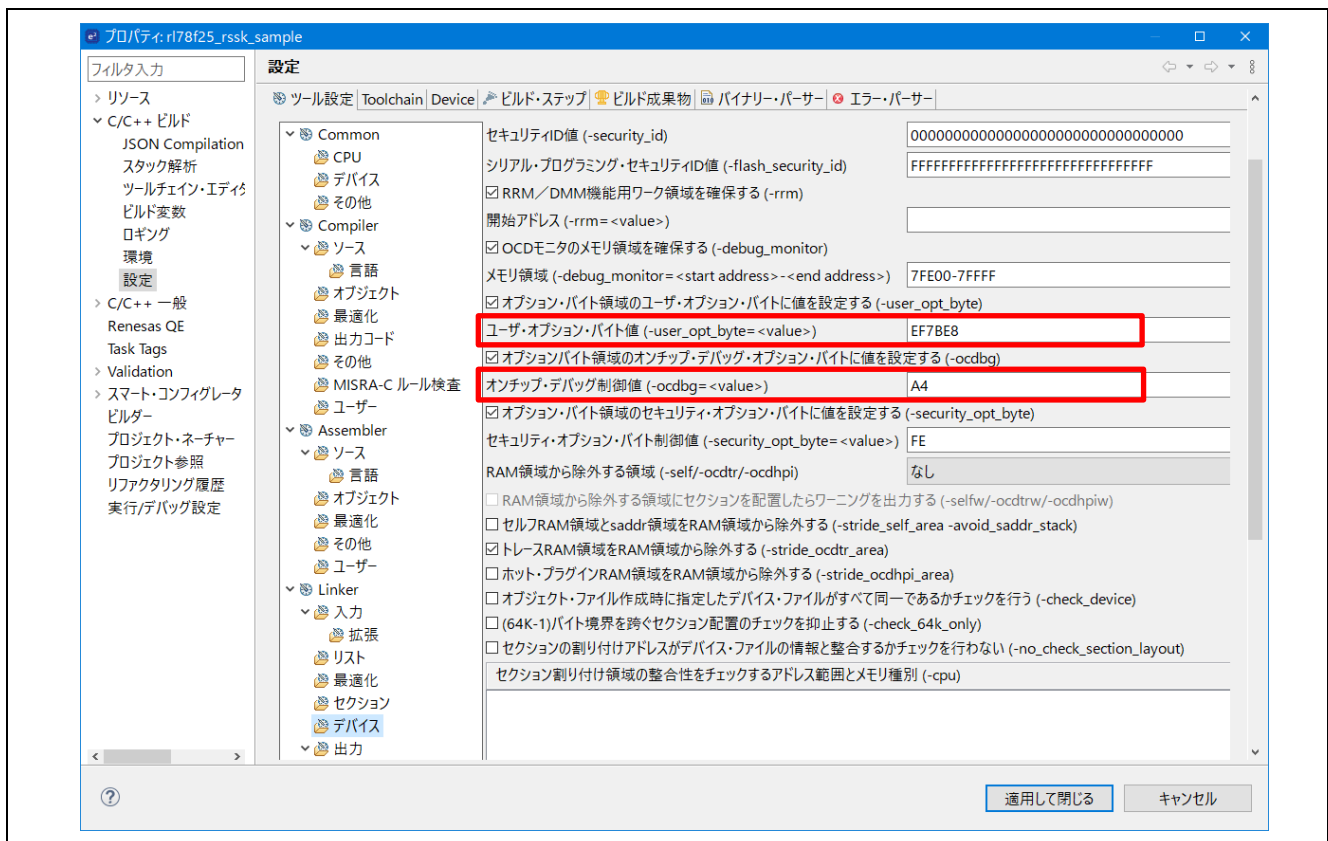 プロパティ: rl78f25_rssk_sample
フィルタ入力
設定
リソース
C/C++ ビルド
JSON Compilation
スタック解析
ツールチェイン・エディタ
ビルド変数
ロギング
環境
設定
C/C++ 一般
Renesas QE
Task Tags
Validation
スマート・コンフィグレータ
ビルダー
プロジェクト・ネーチャー
プロジェクト参照
リファクタリング履歴
実行/デバッグ設定
ツール設定 Toolchain Device ビルド・ステップ ビルド成果物 バイナリー・パーサー エラー・パーサー
Common
CPU
デバイス
その他
Compiler
ソース
言語
オブジェクト
最適化
出力コード
その他
MISRA-C ルール検査
ユーザー
Assembler
ソース
言語
オブジェクト
最適化
その他
ユーザー
Linker
入力
拡張
リスト
最適化
セクション
デバイス
出力
セキュリティID値 (-security_id) 00000000000000000000000000000000
シリアル・プログラミング・セキュリティID値 (-flash_security_id) FFFFFFFFFFFFFFFFFFFFFFFFFFFFFFFF
RRM/DMM機能用ワーク領域を確保する (-rrm)
開始アドレス (-rrm=<value>)
OCDモニタのメモリ領域を確保する (-debug_monitor)
メモリ領域 (-debug_monitor=<start address>-<end address>) 7FE00-7FFFF
オプション・バイト領域のユーザ・オプション・バイトに値を設定する (-user_opt_byte)
ユーザ・オプション・バイト値 (-user_opt_byte=<value>) EF7BE8
オプションバイト領域のオンチップ・デバッグ・オプション・バイトに値を設定する (-ocdbg)
オンチップ・デバッグ制御値 (-ocdbg=<value>) A4
オプション・バイト領域のセキュリティ・オプション・バイトに値を設定する (-security_opt_byte)
セキュリティ・オプション・バイト制御値 (-security_opt_byte=<value>) FE
RAM領域から除外する領域 (-self/-ocdtr/-ocdhpi) なし
RAM領域から除外する領域にセクションを配置したらワーニングを出力する (-selfw/-ocdtrw/-ocdhpiw)
セルフRAM領域とsaddr領域をRAM領域から除外する (-stride_self_area -avoid_saddr_stack)
トレースRAM領域をRAM領域から除外する (-stride_ocdtr_area)
ホット・プラグインRAM領域をRAM領域から除外する (-stride_ocdhpi_area)
オブジェクト・ファイル作成時に指定したデバイス・ファイルがすべて同一であるかチェックを行う (-check_device)
(64K-1)バイト境界を跨ぐセクション配置のチェックを抑止する (-check_64k_only)
セクションの割り付けアドレスがデバイス・ファイルの情報と整合するかチェックを行わない (-no_check_section_layout)
セクション割り付け領域の整合性をチェックするアドレス範囲とメモリ種別 (-cpu)
適用して閉じる
キャンセル